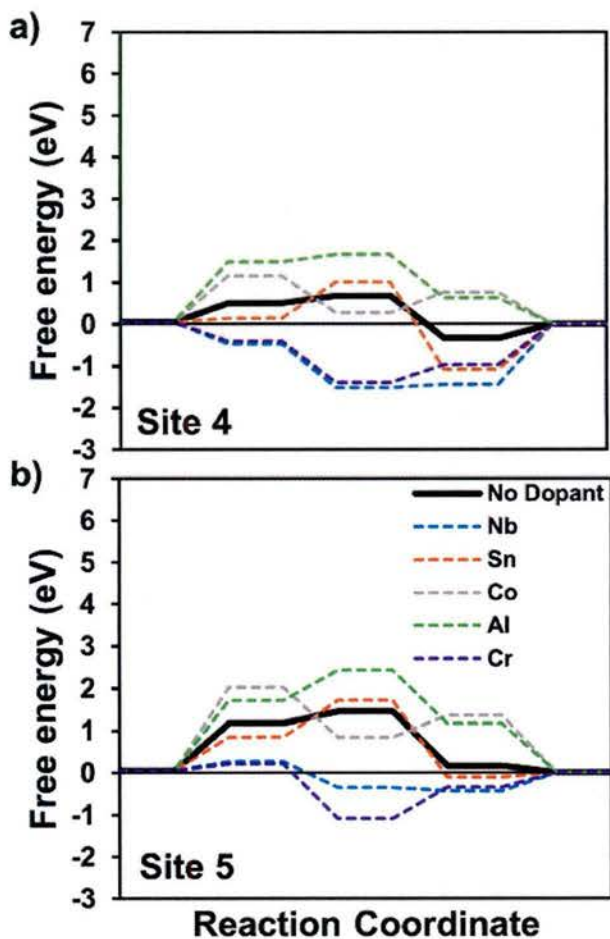 a)
Free energy (eV)
7
6
5
4
3
2
1
0
-1
-2
-3
Site 4
b)
Free energy (eV)
7
6
5
4
3
2
1
0
-1
-2
-3
No Dopant
Nb
Sn
Co
Al
Cr
Site 5
Reaction Coordinate